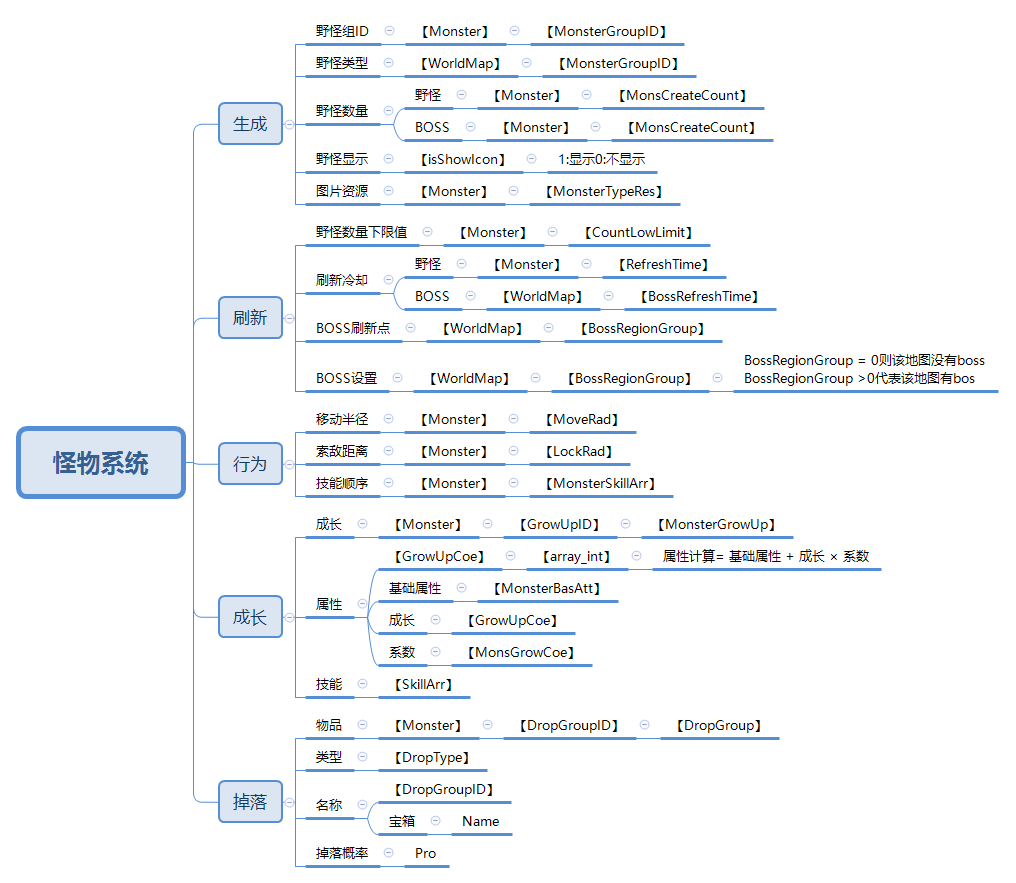 怪物系统
生成
野怪组ID 【Monster】 【MonsterGroupID】
野怪类型 【WorldMap】 【MonsterGroupID】
野怪数量
野怪 【Monster】 【MonsCreateCount】
BOSS 【Monster】 【MonsCreateCount】
野怪显示 【isShowIcon】 1:显示0:不显示
图片资源 【Monster】 【MonsterTypeRes】
刷新
野怪数量下限值 【Monster】 【CountLowLimit】
刷新冷却
野怪 【Monster】 【RefreshTime】
BOSS 【WorldMap】 【BossRefreshTime】
BOSS刷新点 【WorldMap】 【BossRegionGroup】
BOSS设置 【WorldMap】 【BossRegionGroup】
BossRegionGroup = 0则该地图没有boss
BossRegionGroup >0代表该地图有bos
行为
移动半径 【Monster】 【MoveRad】
索敌距离 【Monster】 【LockRad】
技能顺序 【Monster】 【MonsterSkillArr】
成长
成长 【Monster】 【GrowUpID】 【MonsterGrowUp】
属性
【GrowUpCoe】 【array_int】 属性计算= 基础属性 + 成长 × 系数
基础属性 【MonsterBasAtt】
成长 【GrowUpCoe】
系数 【MonsGrowCoe】
技能 【SkillArr】
掉落
物品 【Monster】 【DropGroupID】 【DropGroup】
类型 【DropType】
名称
【DropGroupID】
宝箱 Name
掉落概率 Pro